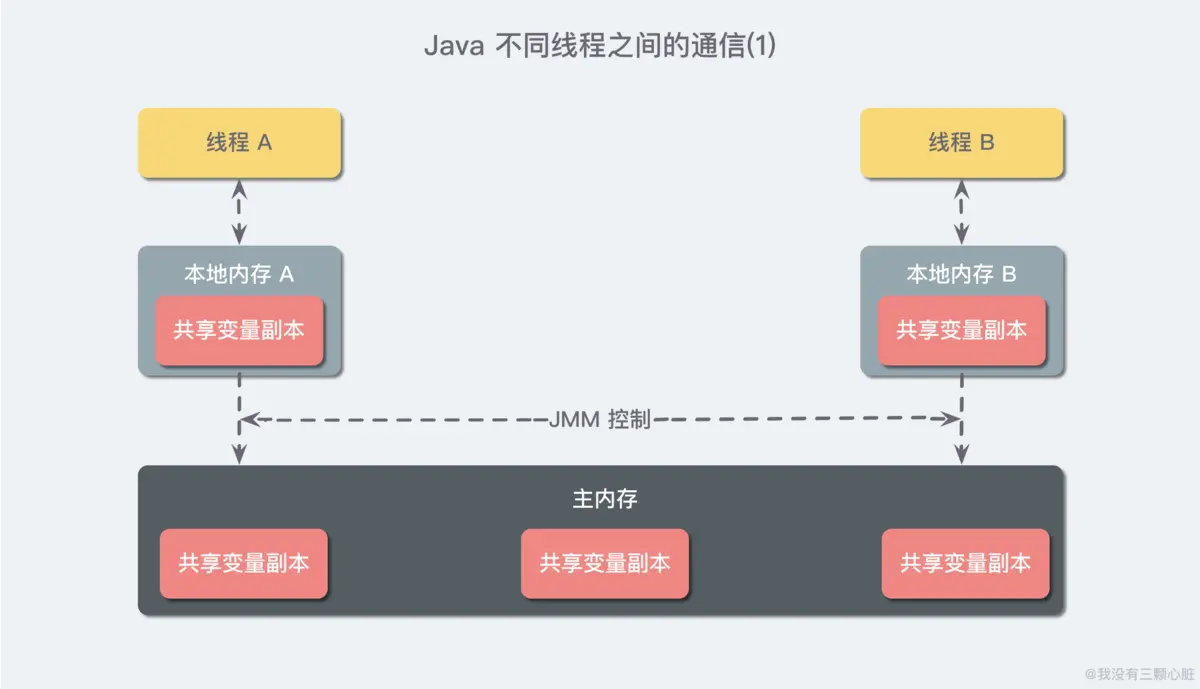 Java 不同线程之间的通信(1)
线程 A
线程 B
本地内存 A
本地内存 B
共享变量副本
共享变量副本
JMM 控制
主内存
共享变量副本
共享变量副本
共享变量副本
@我没有三颗心脏